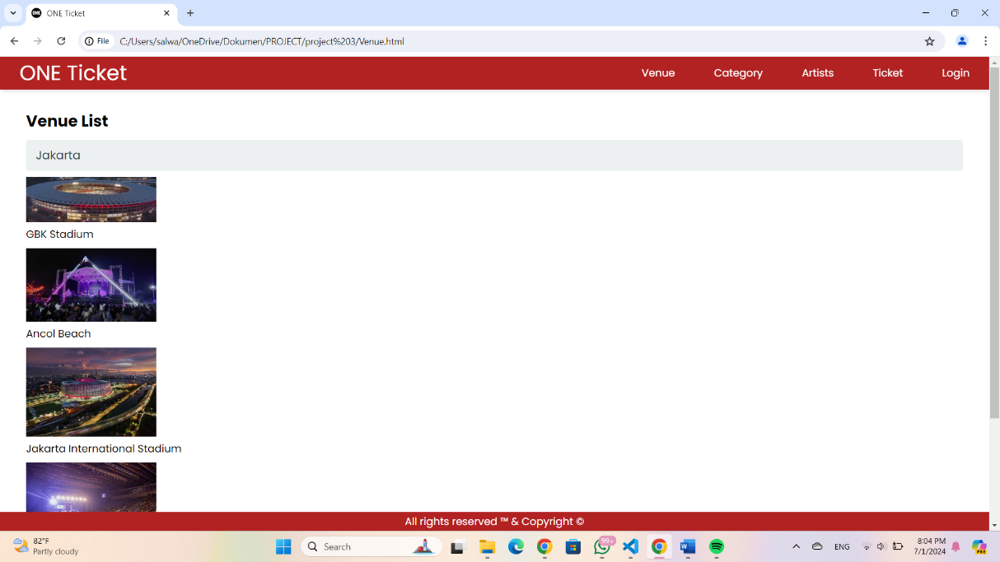 ONE
ONE Ticket
File
C:/Users/salwa/OneDrive/Dokumen/PROJECT/project%203/Venue.html
ONE Ticket
Venue
Category
Artists
Ticket
Login
Venue List
Jakarta
GBK Stadium
Ancol Beach
Jakarta International Stadium
All rights reserved ™ & Copyright ©
82°F
Partly cloudy
Search
99+
ENG
8:04 PM
7/1/2024
PRE